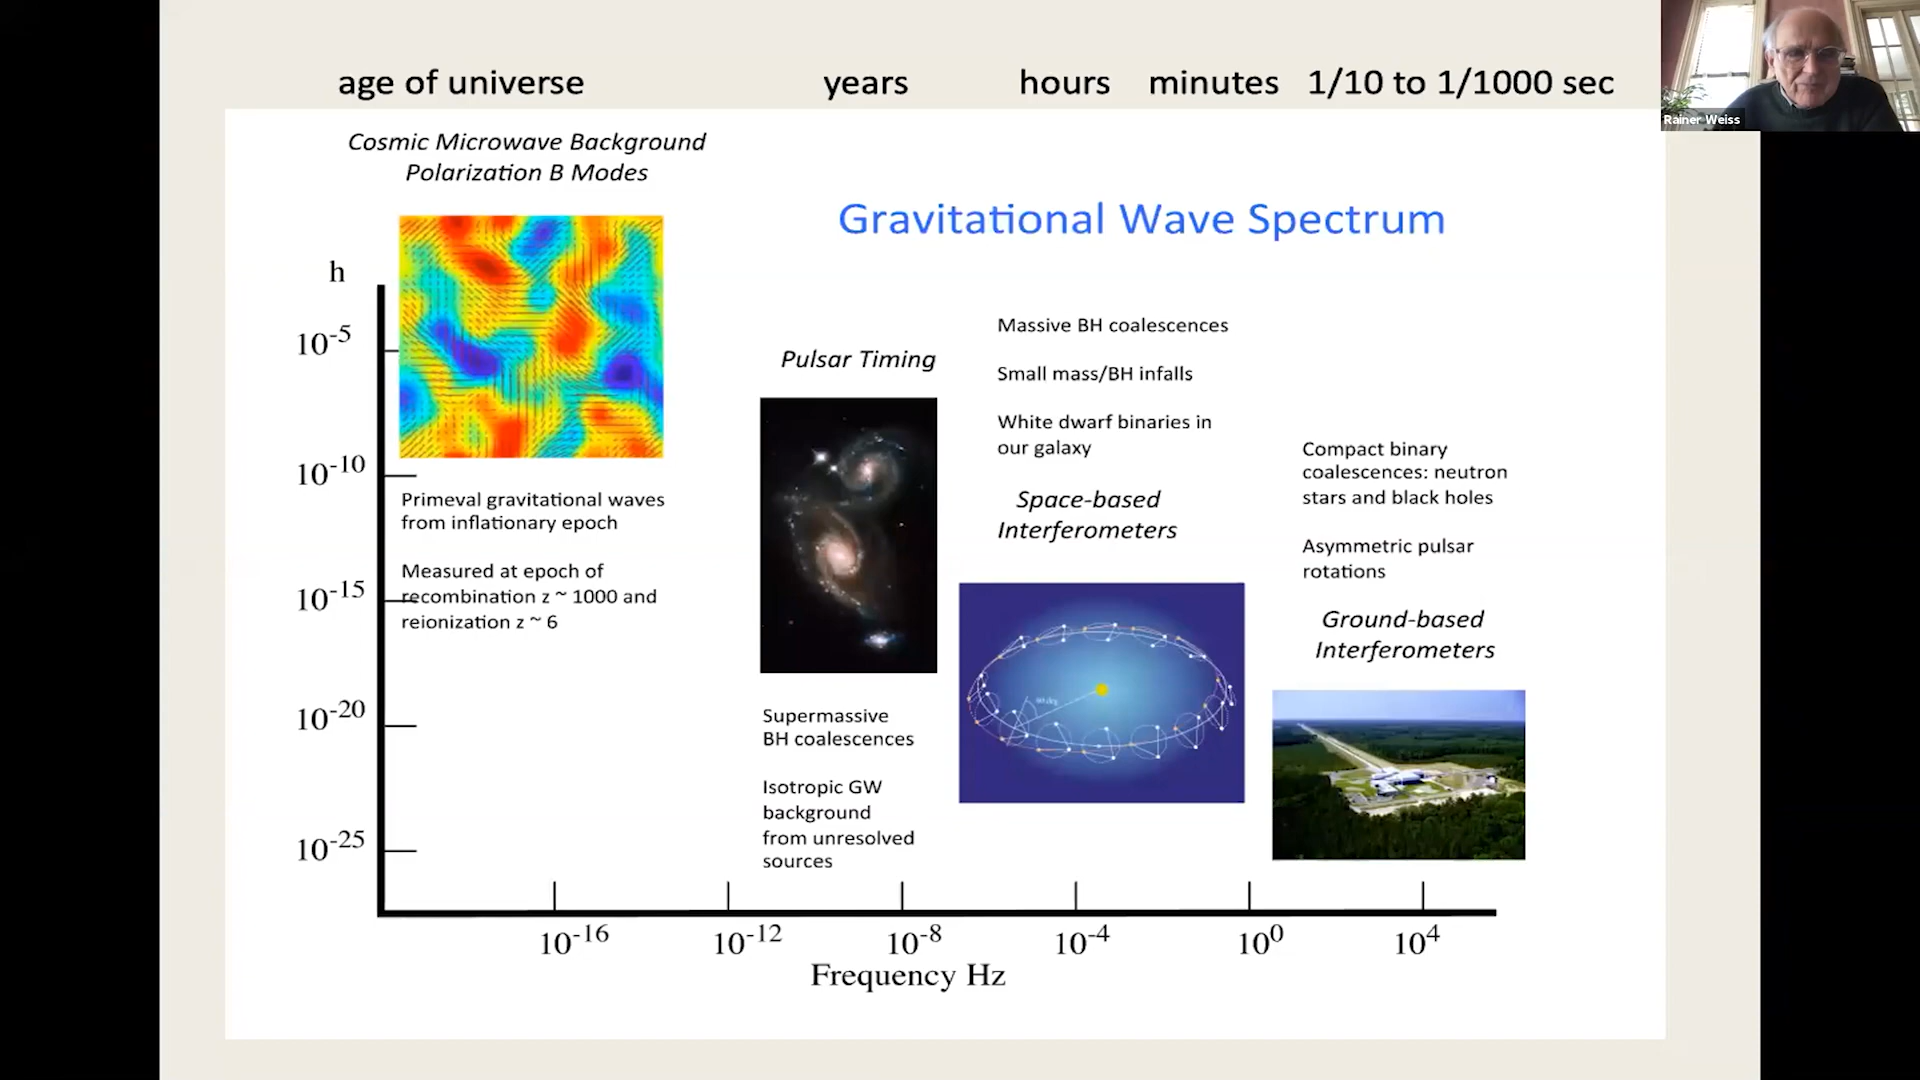 age of universe years hours minutes 1/10 to 1/1000 sec
Rainer Weiss
Cosmic Microwave Background
Polarization B Modes
Gravitational Wave Spectrum
h
10-5
10-10
10-15
10-20
10-25
Primeval gravitational waves
from inflationary epoch
Measured at epoch of
recombination z ~ 1000 and
reionization z ~ 6
Pulsar Timing
Supermassive
BH coalescences
Isotropic GW
background
from unresolved
sources
Massive BH coalescences
Small mass/BH infalls
White dwarf binaries in
our galaxy
Space-based
Interferometers
60 deg
Compact binary
coalescences: neutron
stars and black holes
Asymmetric pulsar
rotations
Ground-based
Interferometers
10-16 10-12 10-8 10-4 100 104
Frequency Hz